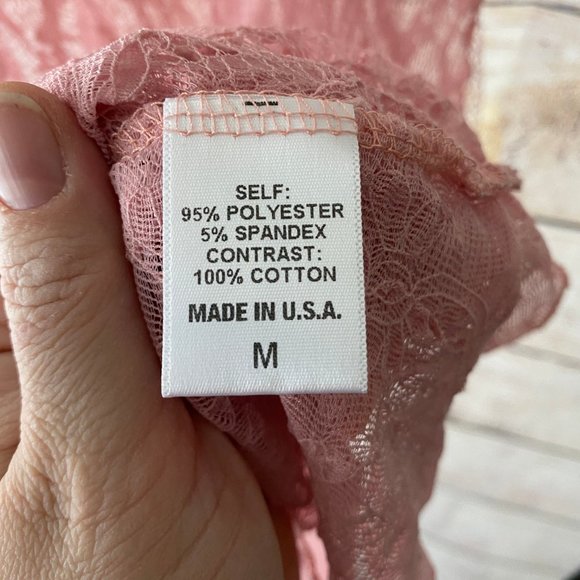 SELF:
95% POLYESTER
5% SPANDEX
CONTRAST:
100% COTTON
MADE IN U.S.A.
M